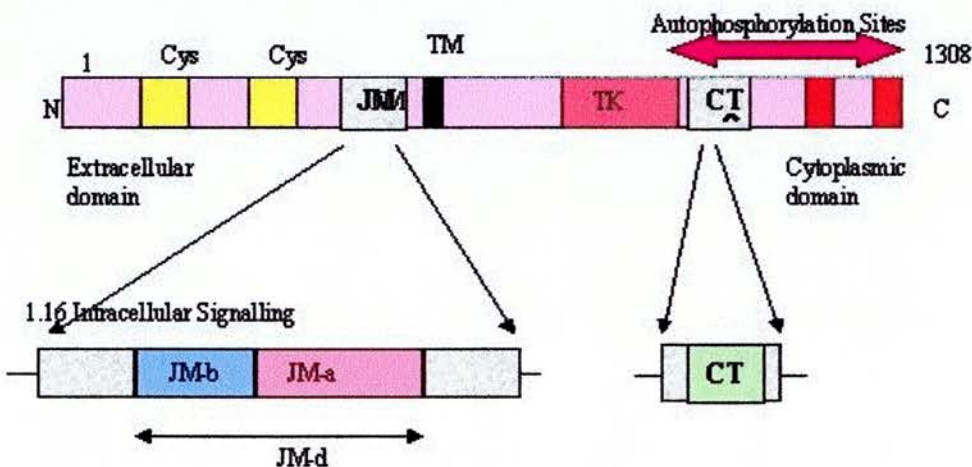 Autophosphorylation Sites
TM
Cys Cys
1 1308
N JM TK CT C
Extracellular
domain
Cytoplasmic
domain
1.16 Intracellular Signalling
JM-b JM-a CT
JM-d